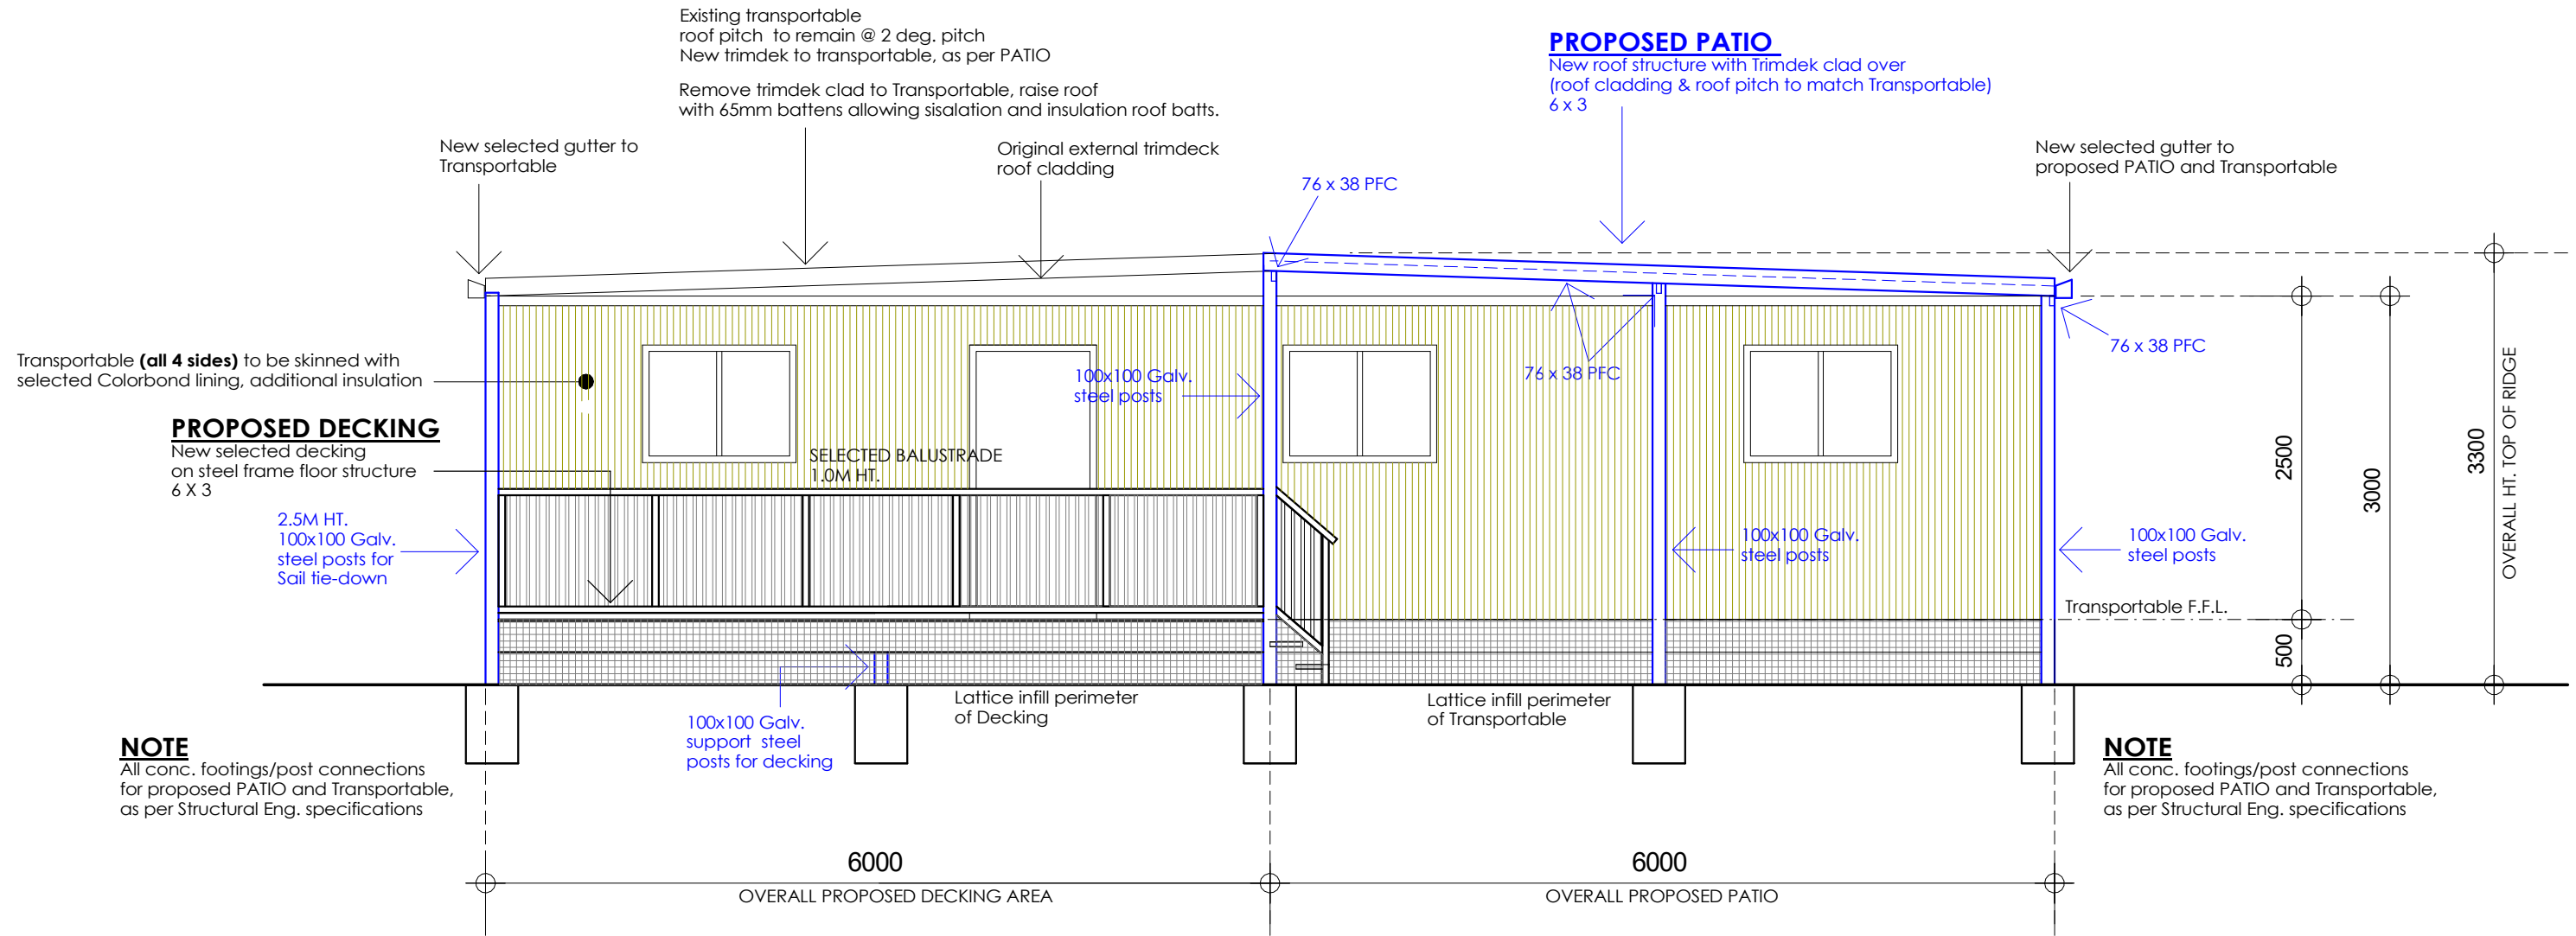 Existing transportable
roof pitch to remain @ 2 deg. pitch
New trimdek to transportable, as per PATIO
Remove trimdek clad to Transportable, raise roof
with 65mm battens allowing sisalation and insulation roof batts.
PROPOSED PATIO
New roof structure with Trimdek clad over
(roof cladding & roof pitch to match Transportable)
6 x 3
New selected gutter to
Transportable
Original external trimdeck
roof cladding
New selected gutter to
proposed PATIO and Transportable
76 x 38 PFC
76 x 38 PFC
76 x 38 PFC
Transportable (all 4 sides) to be skinned with
selected Colorbond lining, additional insulation
100x100 Galv.
steel posts
PROPOSED DECKING
New selected decking
on steel frame floor structure
6 X 3
SELECTED BALUSTRADE
1.0M HT.
2.5M HT.
100x100 Galv.
steel posts for
Sail tie-down
100x100 Galv.
steel posts
100x100 Galv.
steel posts
2500
3000
3300
OVERALL HT. TOP OF RIDGE
Transportable F.F.L.
500
Lattice infill perimeter
of Decking
Lattice infill perimeter
of Transportable
100x100 Galv.
support steel
posts for decking
NOTE
All conc. footings/post connections
for proposed PATIO and Transportable,
as per Structural Eng. specifications
NOTE
All conc. footings/post connections
for proposed PATIO and Transportable,
as per Structural Eng. specifications
6000
OVERALL PROPOSED DECKING AREA
6000
OVERALL PROPOSED PATIO